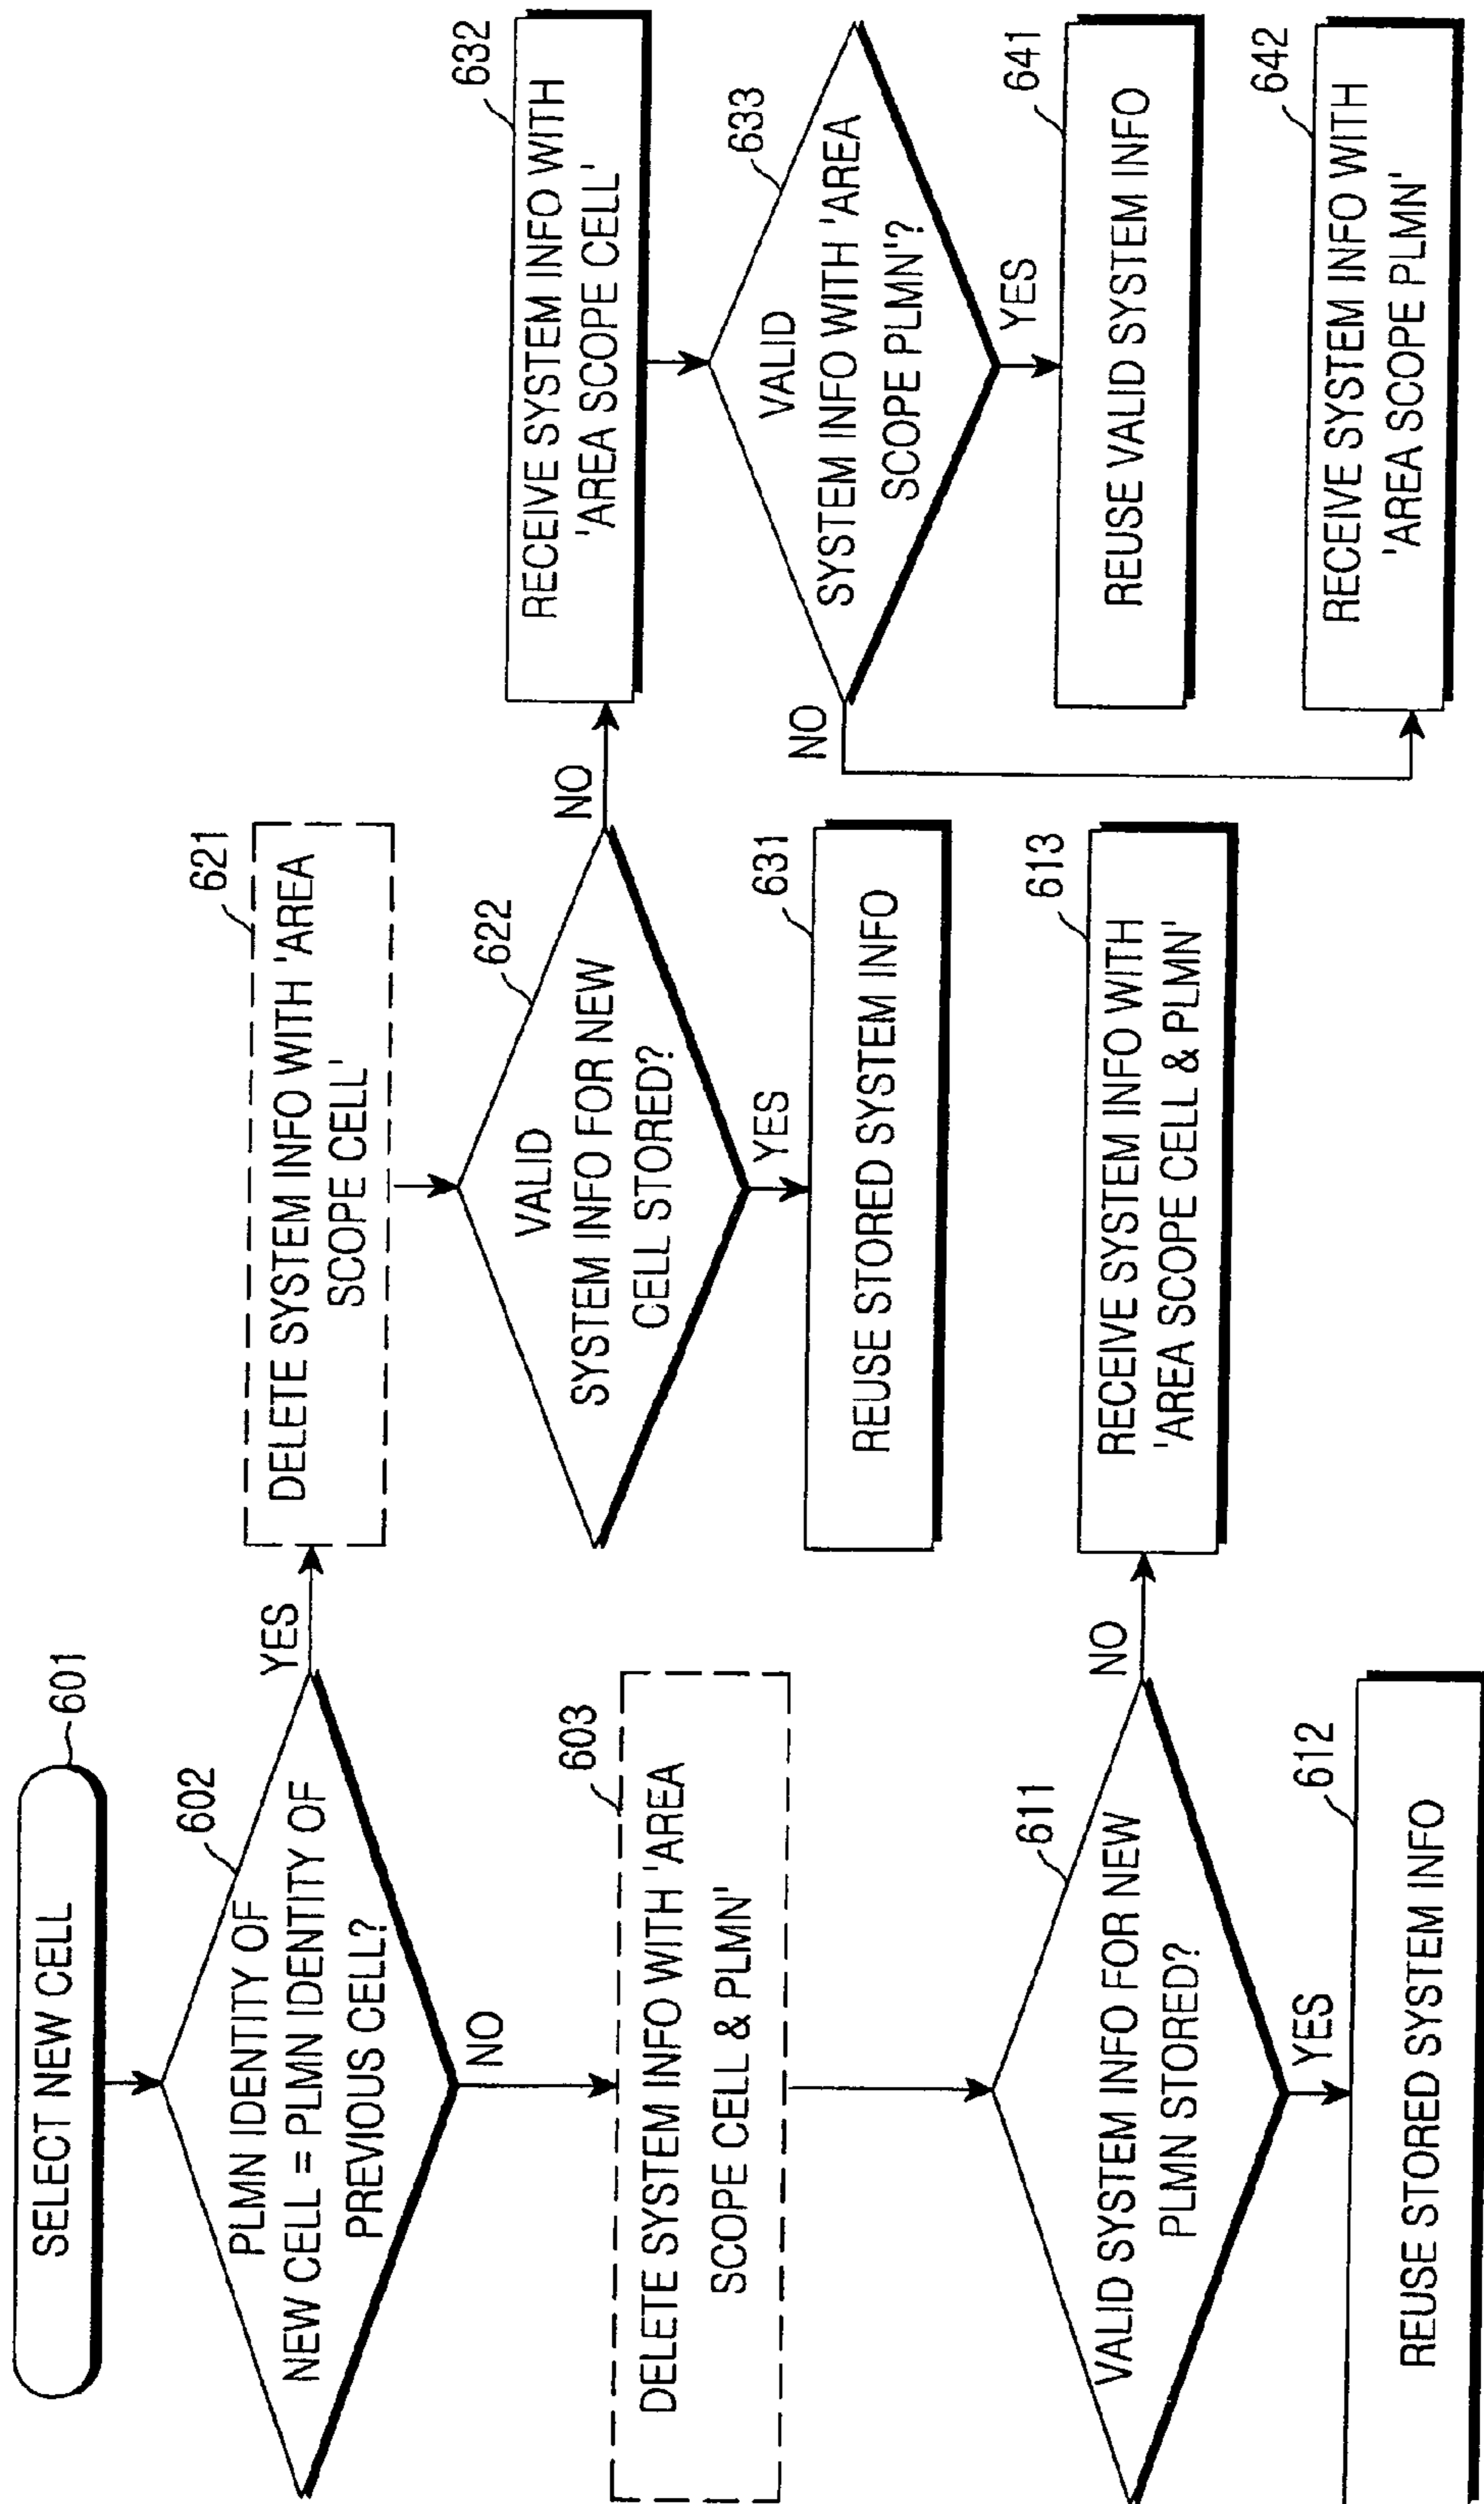 SELECT NEW CELL
601
602
PLMN IDENTITY OF
NEW CELL = PLMN IDENTITY OF
PREVIOUS CELL?
YES
NO
603
DELETE SYSTEM INFO WITH 'AREA
SCOPE CELL & PLMN'
611
VALID SYSTEM INFO FOR NEW
PLMN STORED?
NO
YES
612
REUSE STORED SYSTEM INFO
621
DELETE SYSTEM INFO WITH 'AREA
SCOPE CELL'
622
VALID
SYSTEM INFO FOR NEW
CELL STORED?
NO
YES
631
REUSE STORED SYSTEM INFO
613
RECEIVE SYSTEM INFO WITH
'AREA SCOPE CELL & PLMN'
632
RECEIVE SYSTEM INFO WITH
'AREA SCOPE CELL'
633
VALID
SYSTEM INFO WITH 'AREA
SCOPE PLMN'?
NO
YES
641
REUSE VALID SYSTEM INFO
642
RECEIVE SYSTEM INFO WITH
'AREA SCOPE PLMN'